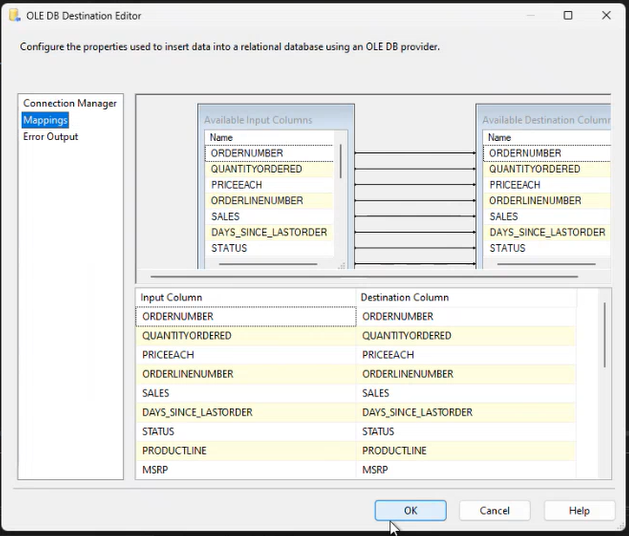 OLE DB Destination Editor
Configure the properties used to insert data into a relational database using an OLE DB provider.
Connection Manager
Mappings
Error Output
Available Input Columns
Name
ORDERNUMBER
QUANTITYORDERED
PRICEEACH
ORDERLINENUMBER
SALES
DAYS_SINCE_LASTORDER
STATUS
Available Destination Colum
Name
ORDERNUMBER
QUANTITYORDERED
PRICEEACH
ORDERLINENUMBER
SALES
DAYS_SINCE_LASTORDER
STATUS
Input Column Destination Column
ORDERNUMBER ORDERNUMBER
QUANTITYORDERED QUANTITYORDERED
PRICEEACH PRICEEACH
ORDERLINENUMBER ORDERLINENUMBER
SALES SALES
DAYS_SINCE_LASTORDER DAYS_SINCE_LASTORDER
STATUS STATUS
PRODUCTLINE PRODUCTLINE
MSRP MSRP
OK Cancel Help